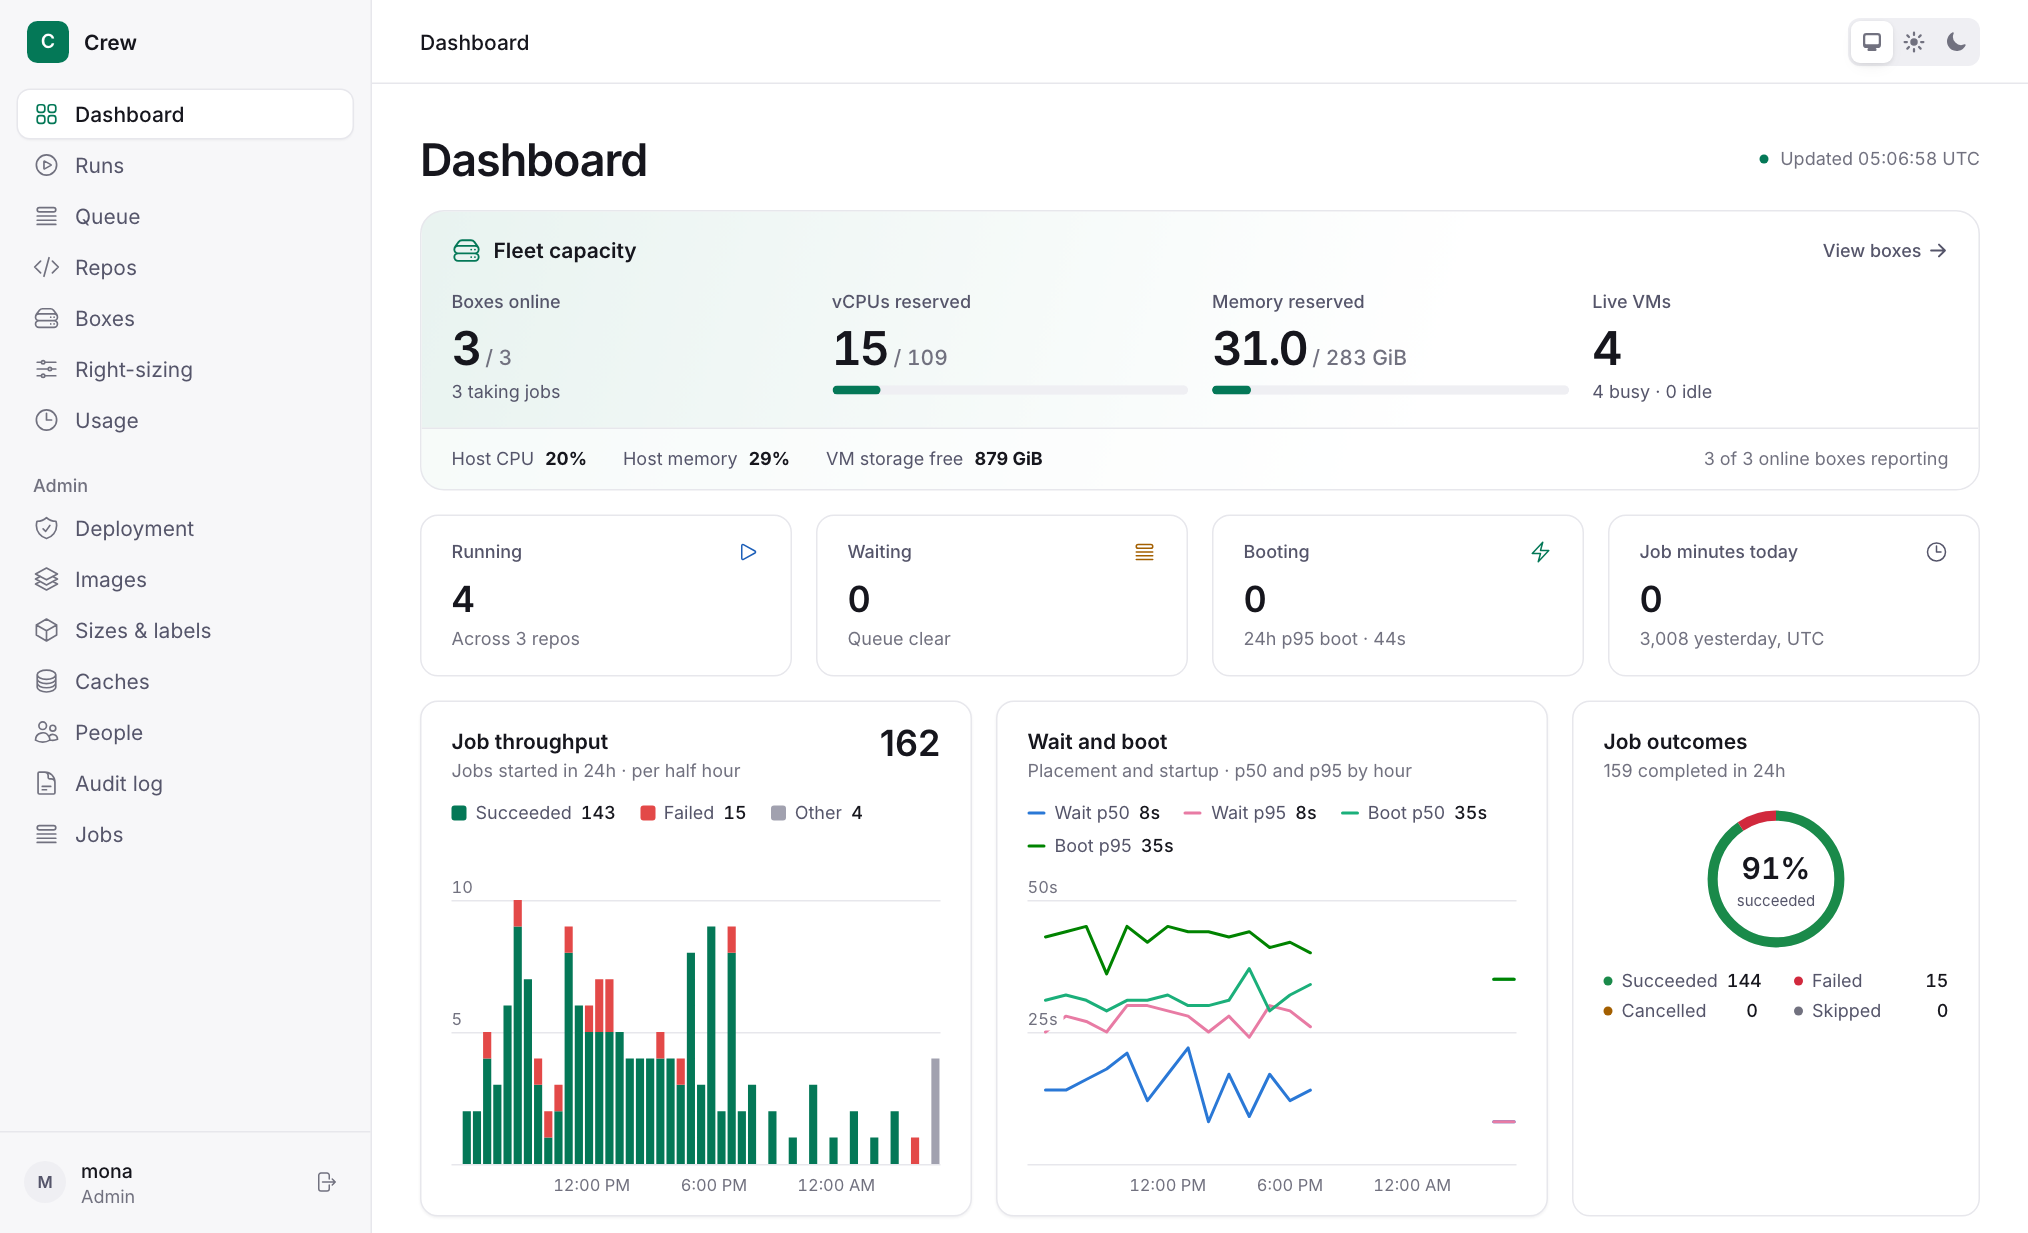 C Crew
Dashboard
Runs
Queue
Repos
Boxes
Right-sizing
Usage
Admin
Deployment
Images
Sizes & labels
Caches
People
Audit log
Jobs
M mona
Admin
Dashboard
Dashboard
Updated 05:06:58 UTC
Fleet capacity
View boxes →
Boxes online
3 / 3
3 taking jobs
vCPUs reserved
15 / 109
Memory reserved
31.0 / 283 GiB
Live VMs
4
4 busy · 0 idle
Host CPU 20% Host memory 29% VM storage free 879 GiB
3 of 3 online boxes reporting
Running
4
Across 3 repos
Waiting
0
Queue clear
Booting
0
24h p95 boot · 44s
Job minutes today
0
3,008 yesterday, UTC
Job throughput
162
Jobs started in 24h · per half hour
Succeeded 143 Failed 15 Other 4
10
5
12:00 PM 6:00 PM 12:00 AM
Wait and boot
Placement and startup · p50 and p95 by hour
Wait p50 8s Wait p95 8s Boot p50 35s
Boot p95 35s
50s
25s
12:00 PM 6:00 PM 12:00 AM
Job outcomes
159 completed in 24h
91%
succeeded
Succeeded 144 Failed 15
Cancelled 0 Skipped 0